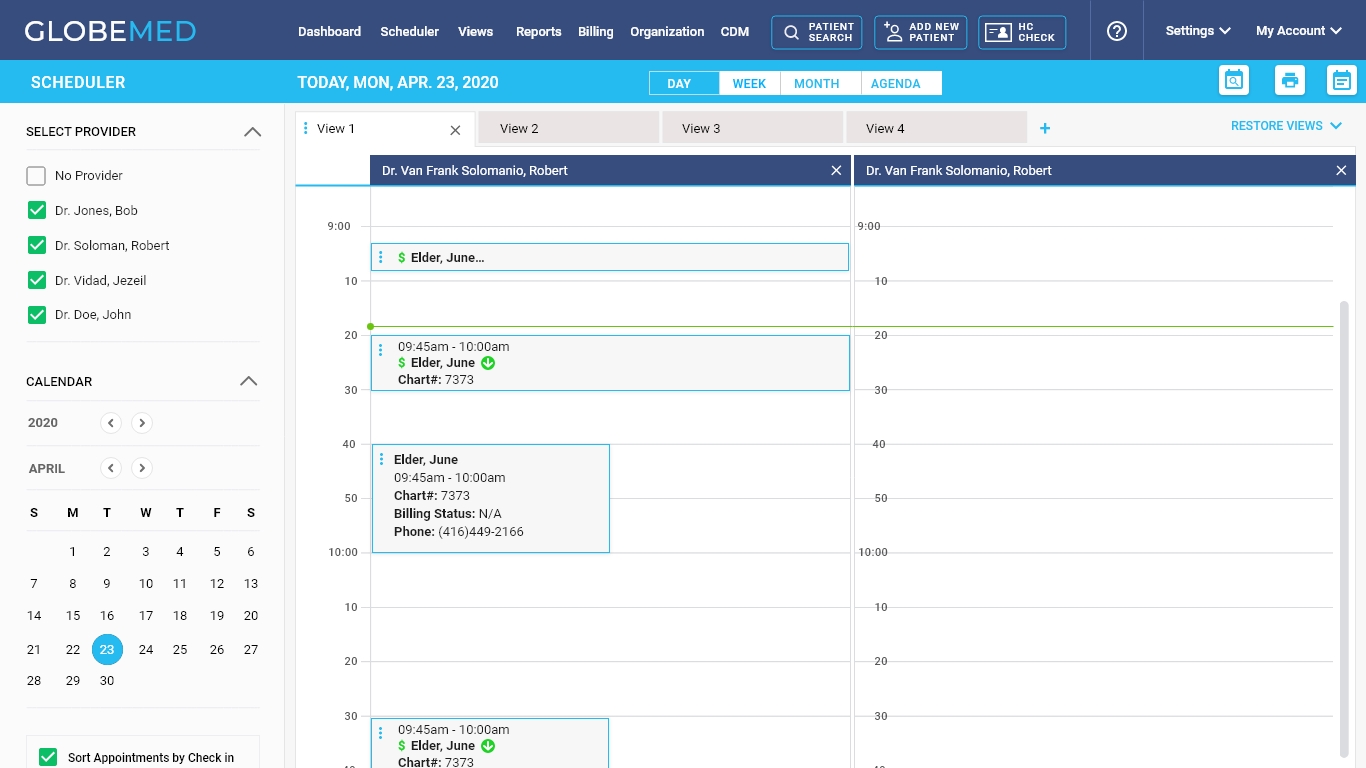 GLOBEMED
Dashboard Scheduler Views Reports Billing Organization CDM
PATIENT SEARCH
ADD NEW PATIENT
HC CHECK
Settings My Account
SCHEDULER
TODAY, MON, APR. 23, 2020
DAY WEEK MONTH AGENDA
SELECT PROVIDER
No Provider
Dr. Jones, Bob
Dr. Soloman, Robert
Dr. Vidad, Jezeil
Dr. Doe, John
CALENDAR
2020
APRIL
S M T W T F S
1 2 3 4 5 6
7 8 9 10 11 12 13
14 15 16 17 18 19 20
21 22 23 24 25 26 27
28 29 30
Sort Appointments by Check in
View 1 View 2 View 3 View 4 +
RESTORE VIEWS
Dr. Van Frank Solomanio, Robert
Dr. Van Frank Solomanio, Robert
9:00 9:00
$ Elder, June...
10 10
20 20
09:45am - 10:00am
$ Elder, June
Chart#: 7373
30 30
40 40
Elder, June
09:45am - 10:00am
Chart#: 7373
50 50
Billing Status: N/A
Phone: (416)449-2166
10:00 10:00
10 10
20 20
30 30
09:45am - 10:00am
$ Elder, June
Chart#: 7373